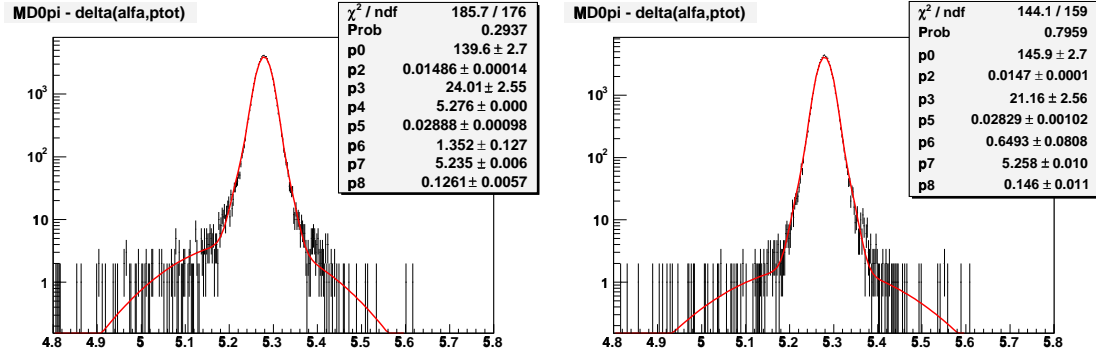 MD0pi - delta(alfa,ptot)
χ² / ndf 185.7 / 176
Prob 0.2937
p0 139.6 ± 2.7
p2 0.01486 ± 0.00014
p3 24.01 ± 2.55
p4 5.276 ± 0.000
p5 0.02888 ± 0.00098
p6 1.352 ± 0.127
p7 5.235 ± 0.006
p8 0.1261 ± 0.0057
10³
10²
10
1
4.8 4.9 5 5.1 5.2 5.3 5.4 5.5 5.6 5.7 5.8
MD0pi - delta(alfa,ptot)
χ² / ndf 144.1 / 159
Prob 0.7959
p0 145.9 ± 2.7
p2 0.0147 ± 0.0001
p3 21.16 ± 2.56
p5 0.02829 ± 0.00102
p6 0.6493 ± 0.0808
p7 5.258 ± 0.010
p8 0.146 ± 0.011
10³
10²
10
1
4.8 4.9 5 5.1 5.2 5.3 5.4 5.5 5.6 5.7 5.8